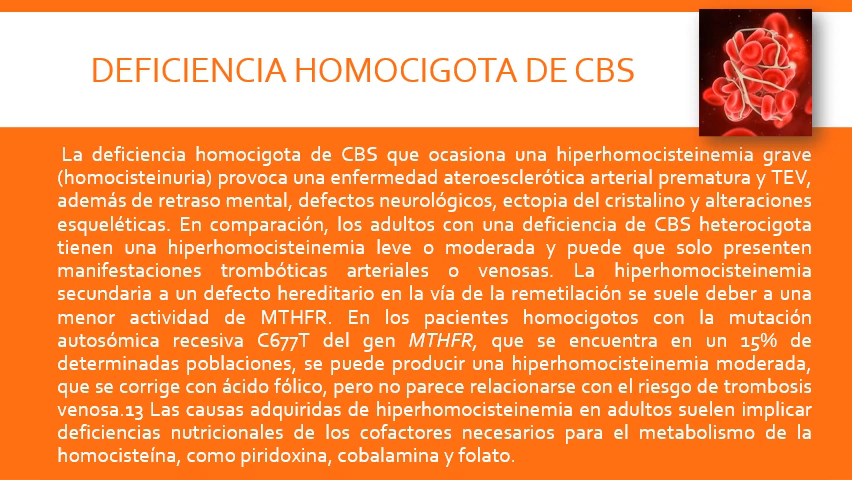 DEFICIENCIA HOMOCIGOTA DE CBS
La deficiencia homocigota de CBS que ocasiona una hiperhomocisteinemia grave
(homocisteinuria) provoca una enfermedad ateroesclerótica arterial prematura y TEV,
además de retraso mental, defectos neurológicos, ectopia del cristalino y alteraciones
esqueléticas. En comparación, los adultos con una deficiencia de CBS heterocigota
tienen una hiperhomocisteinemia leve o moderada y puede que solo presenten
manifestaciones trombóticas arteriales o venosas. La hiperhomocisteinemia
secundaria a un defecto hereditario en la vía de la remetilación se suele deber a una
menor actividad de MTHFR. En los pacientes homocigotos con la mutación
autosómica recesiva C677T del gen MTHFR, que se encuentra en un 15% de
determinadas poblaciones, se puede producir una hiperhomocisteinemia moderada,
que se corrige con ácido fólico, pero no parece relacionarse con el riesgo de trombosis
venosa.13 Las causas adquiridas de hiperhomocisteinemia en adultos suelen implicar
deficiencias nutricionales de los cofactores necesarios para el metabolismo de la
homocisteína, como piridoxina, cobalamina y folato.